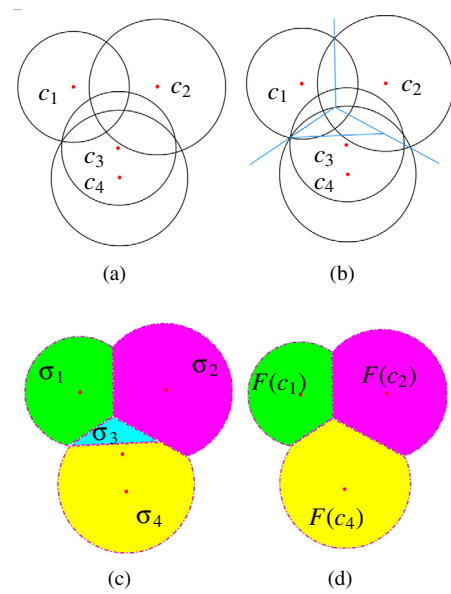 c1 c2
c3
c4
(a)
c1 c2
c3
c4
(b)
σ1 σ2
σ3
σ4
(c)
F(c1) F(c2)
F(c4)
(d)